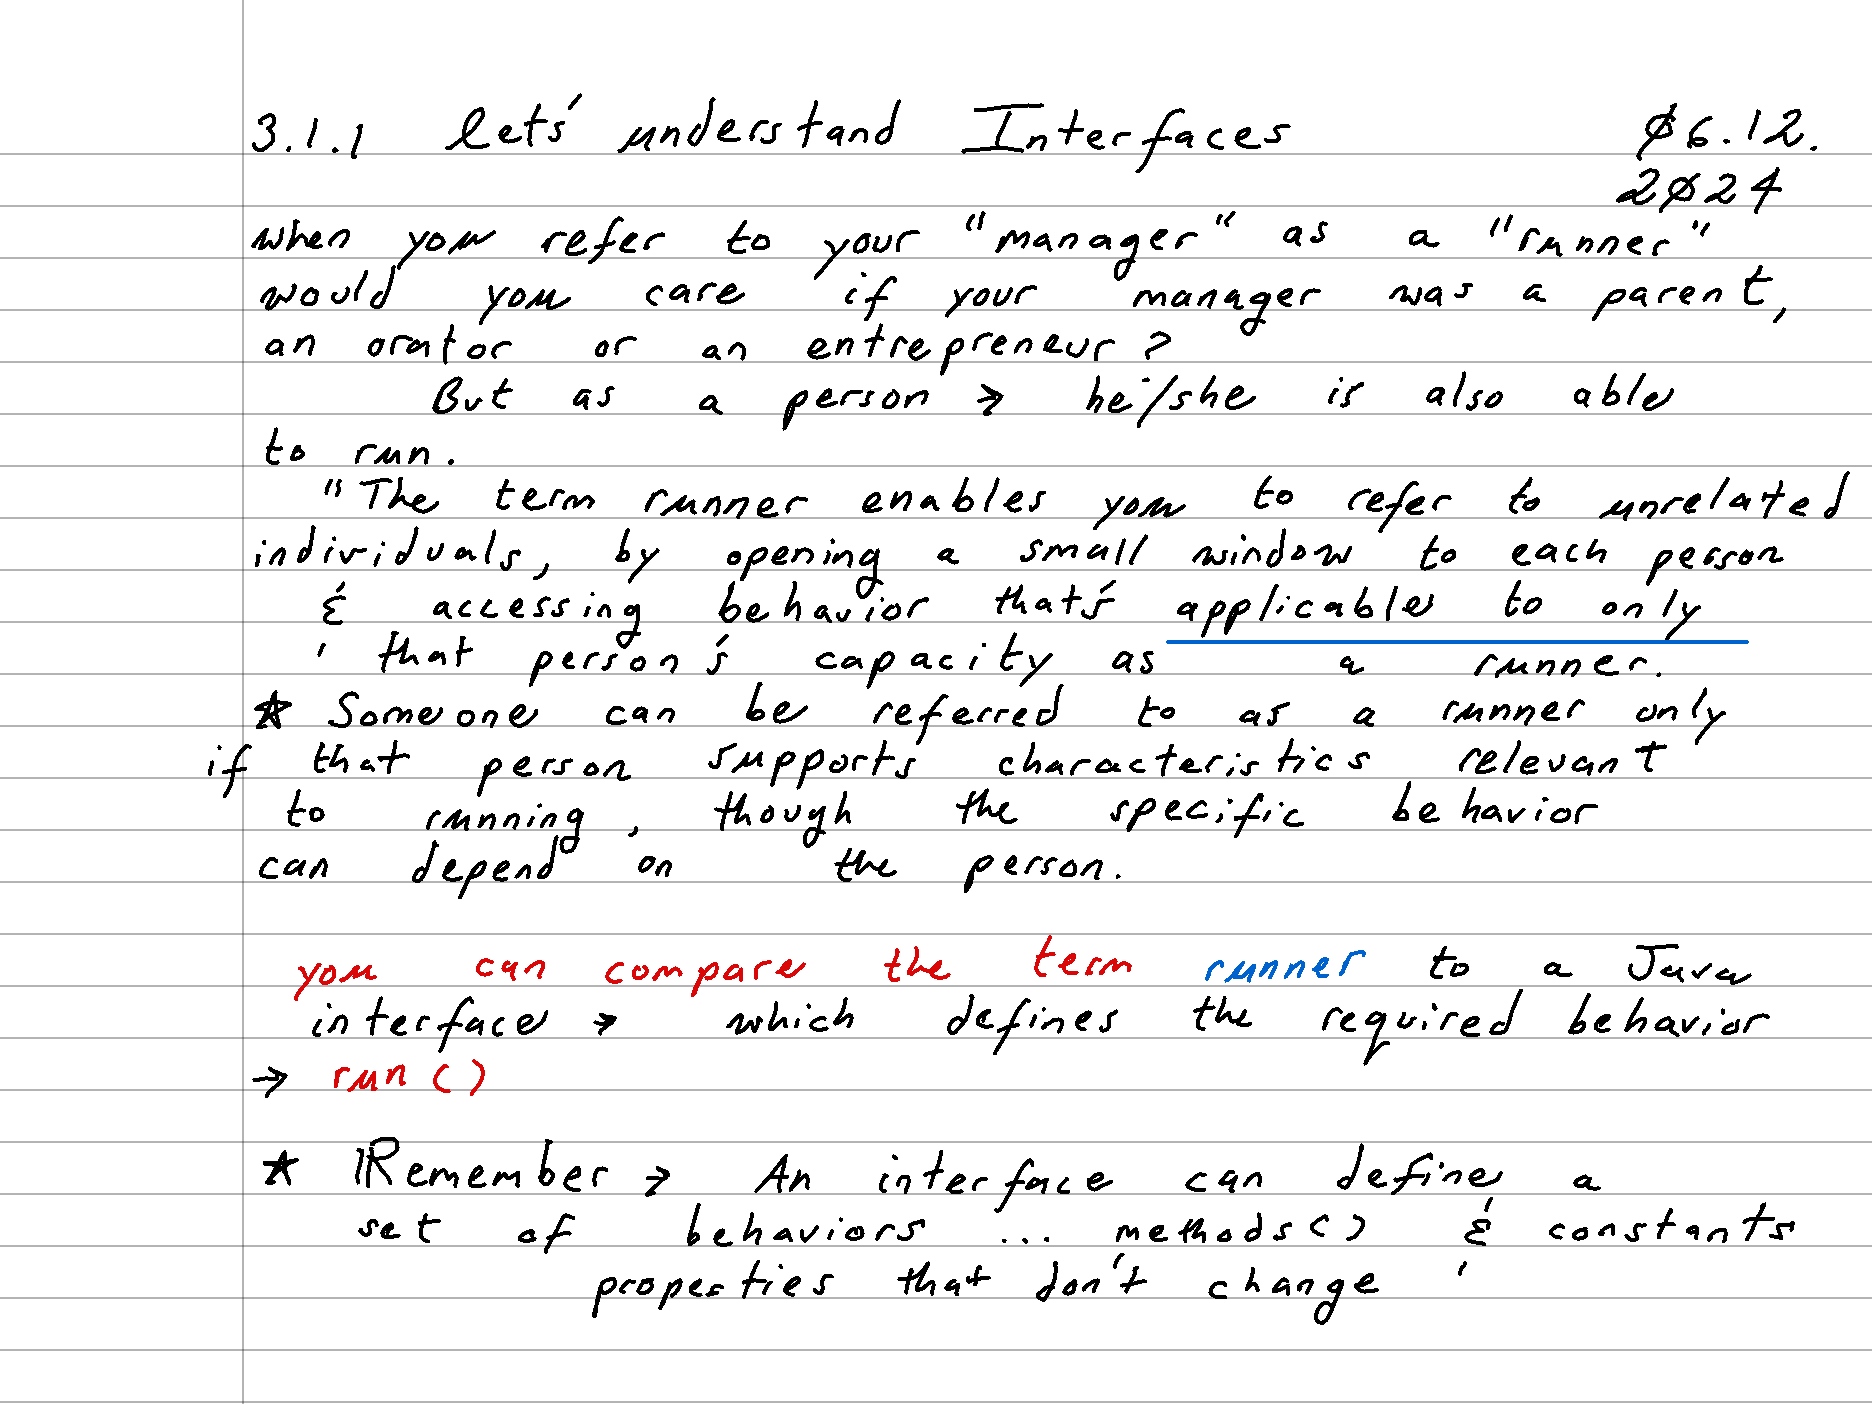 3.1.1 let's understand Interfaces 06.12.
2024
when you refer to your "manager" as a "runner"
would you care if your manager was a parent,
an orator or an entrepreneur?
But as a person → he/she is also able
to run.
"The term runner enables you to refer to unrelated
individuals, by opening a small window to each person
& accessing behavior that's applicable to only
that person's capacity as a runner.
★ Someone can be referred to as a runner only
if that person supports characteristics relevant
to running, though the specific behavior
can depend on the person.
you can compare the term runner to a Java
interface → which defines the required behavior
→ run()
★ Remember → An interface can define a
set of behaviors ... methods() & constants
properties that don't change